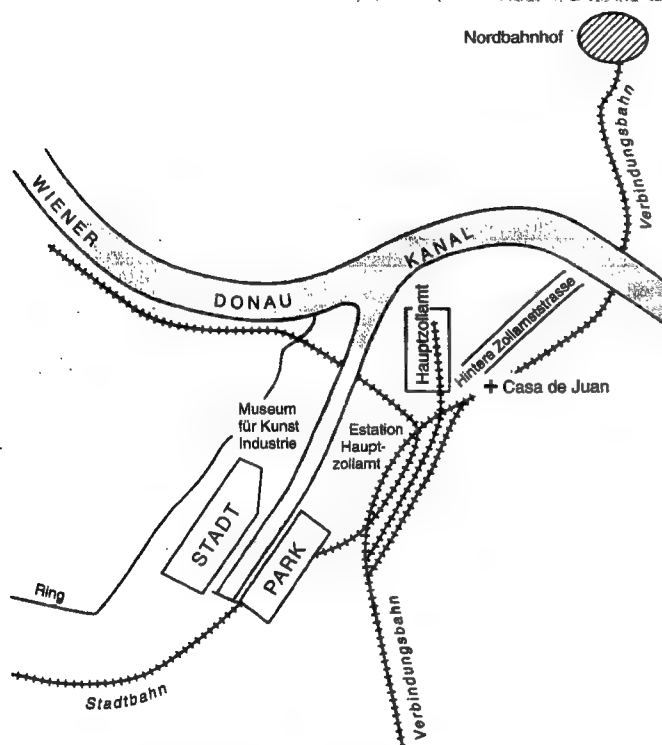 Nordbahnhof
Verbindungsbahn
WIENER
DONAU
KANAL
Hauptzollamt
Hintere Zollamtstrasse
Casa de Juan
Museum
für Kunst
Industrie
Estation
Haupt-
zollamt
STADT
PARK
Ring
Stadtbahn
Verbindungsbahn